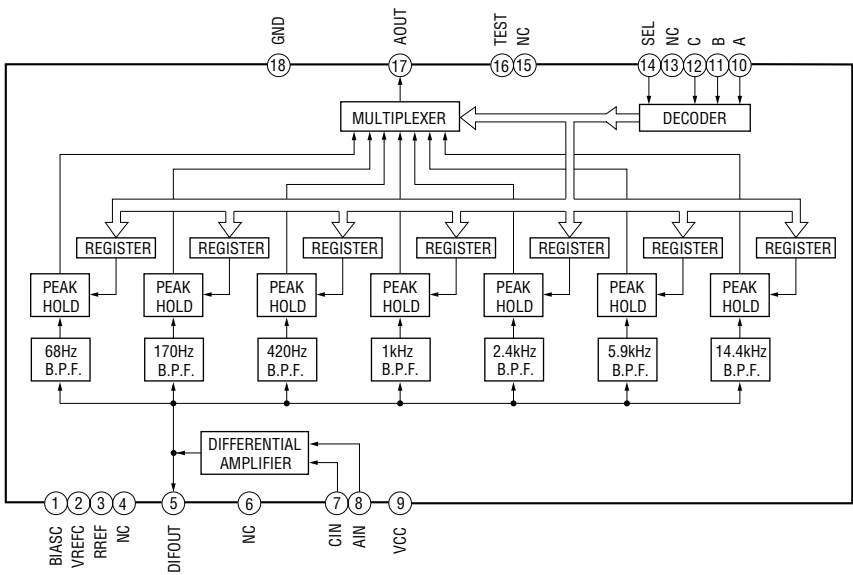 GND
AOUT
TEST
NC
SEL
NC
C
B
A
18
17
16
15
14
13
12
11
10
MULTIPLEXER
DECODER
REGISTER
REGISTER
REGISTER
REGISTER
REGISTER
REGISTER
REGISTER
PEAK
HOLD
PEAK
HOLD
PEAK
HOLD
PEAK
HOLD
PEAK
HOLD
PEAK
HOLD
PEAK
HOLD
68Hz
B.P.F.
170Hz
B.P.F.
420Hz
B.P.F.
1kHz
B.P.F.
2.4kHz
B.P.F.
5.9kHz
B.P.F.
14.4kHz
B.P.F.
DIFFERENTIAL
AMPLIFIER
1
2
3
4
5
6
7
8
9
BIASC
VREFC
RREF
NC
DIFOUT
NC
CIN
AIN
VCC